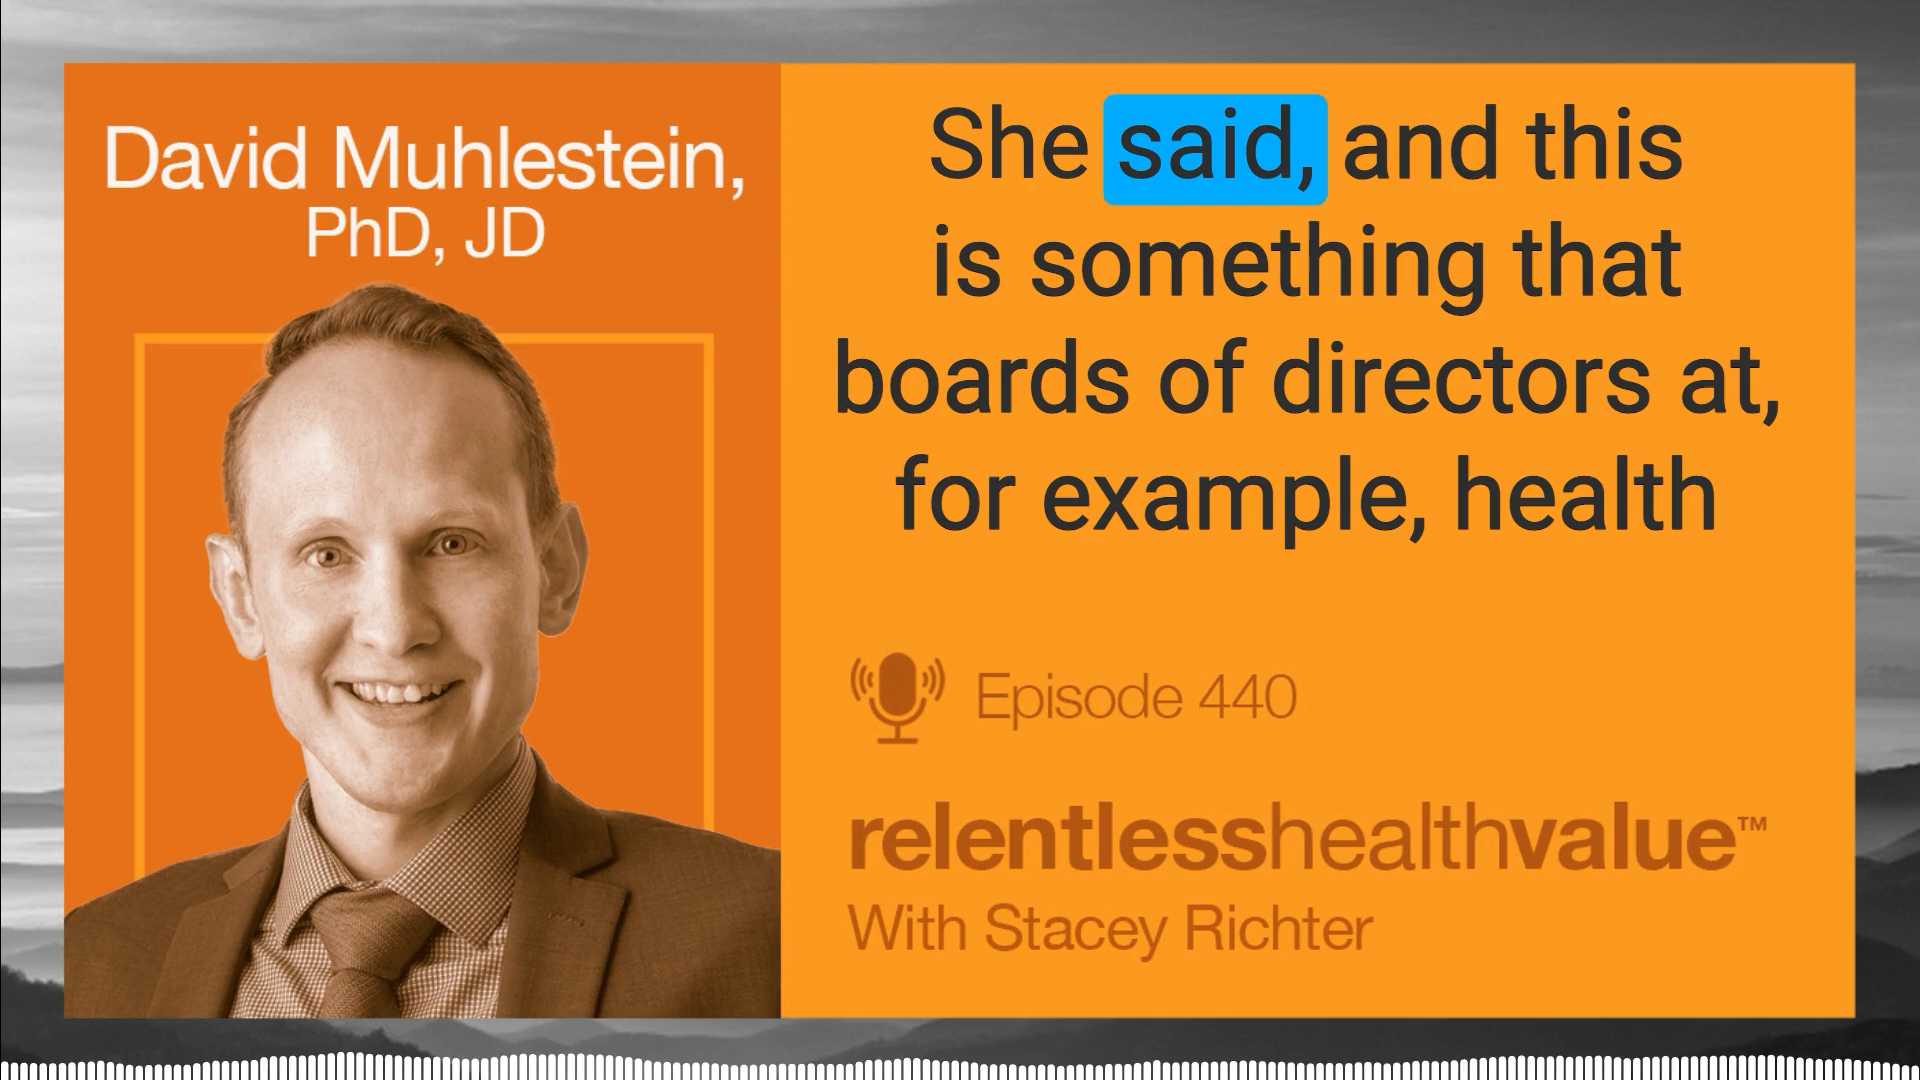 David Muhlestein,
PhD, JD
She said, and this
is something that
boards of directors at,
for example, health
Episode 440
relentlesshealthvalue™
With Stacey Richter